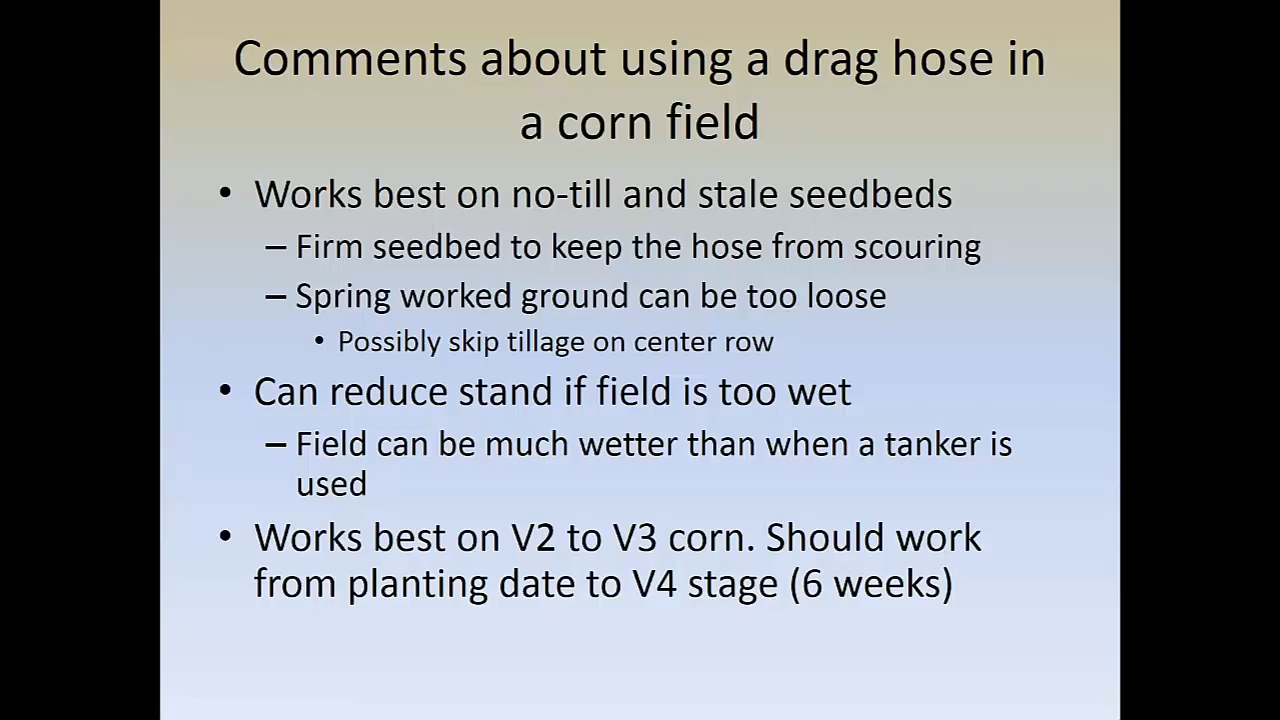 Comments about using a drag hose in
a corn field
• Works best on no-till and stale seedbeds
– Firm seedbed to keep the hose from scouring
– Spring worked ground can be too loose
• Possibly skip tillage on center row
• Can reduce stand if field is too wet
– Field can be much wetter than when a tanker is
used
• Works best on V2 to V3 corn. Should work
from planting date to V4 stage (6 weeks)